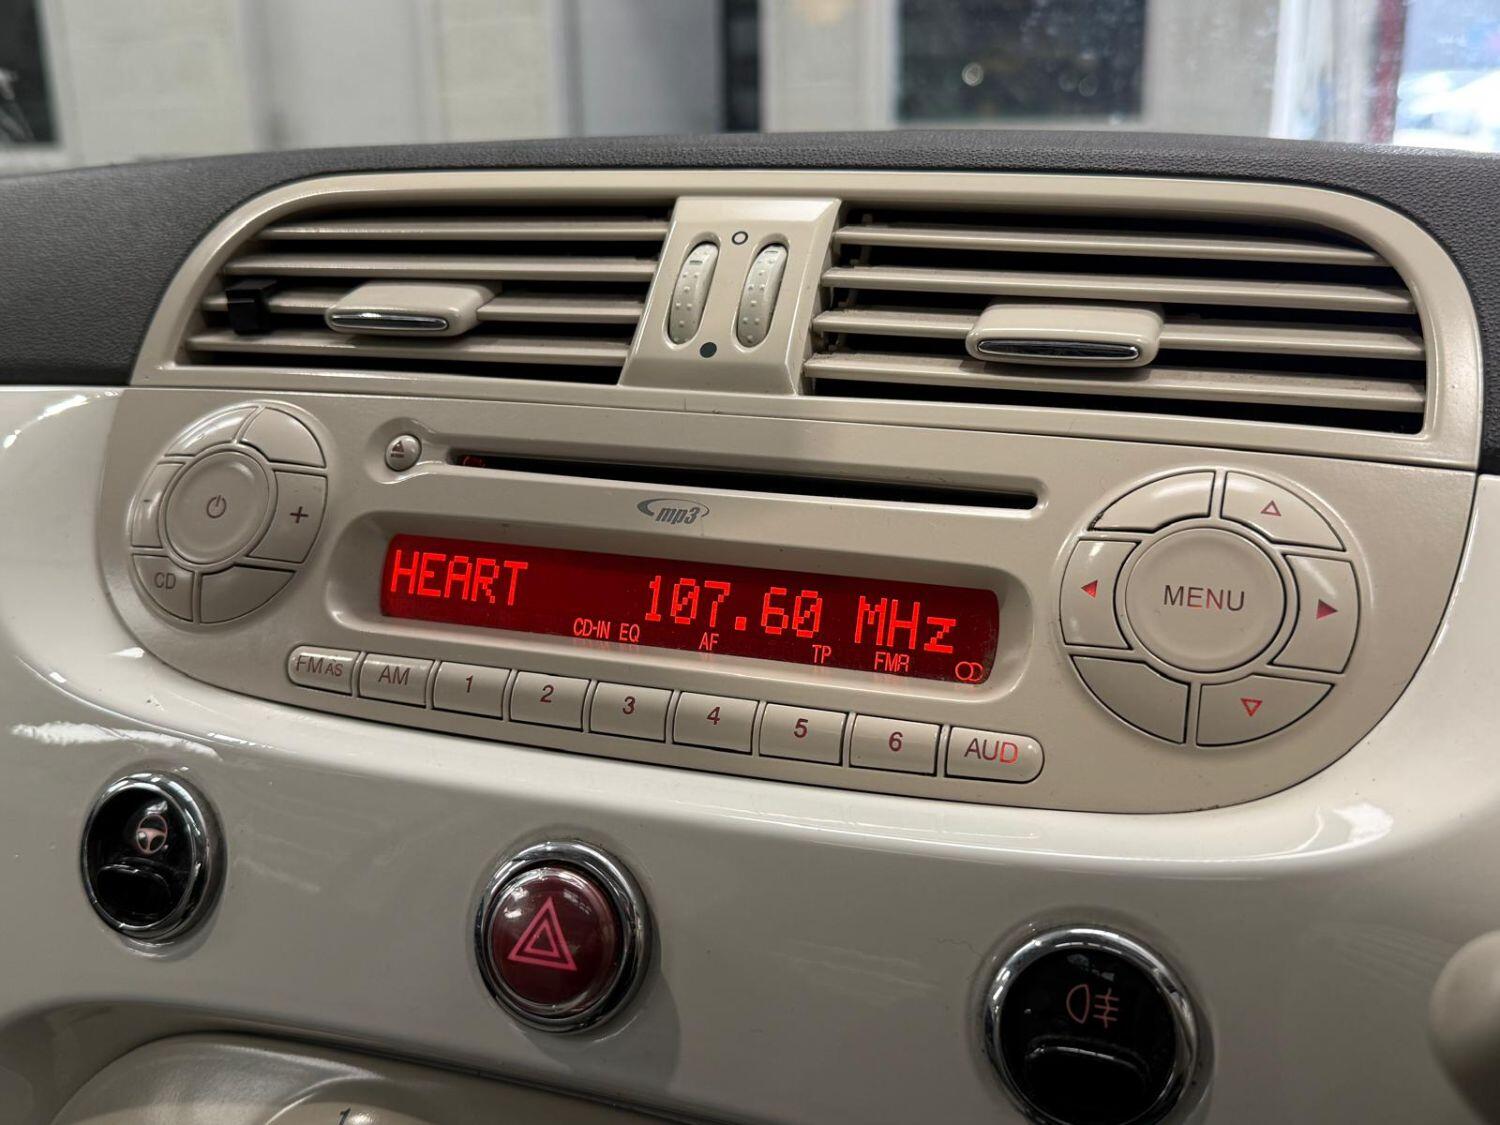 mp3
HEART 107.60 MHz
CD-IN EQ AF TP FMA
+
-
CD
MENU
FM AS AM 1 2 3 4 5 6 AUD
1